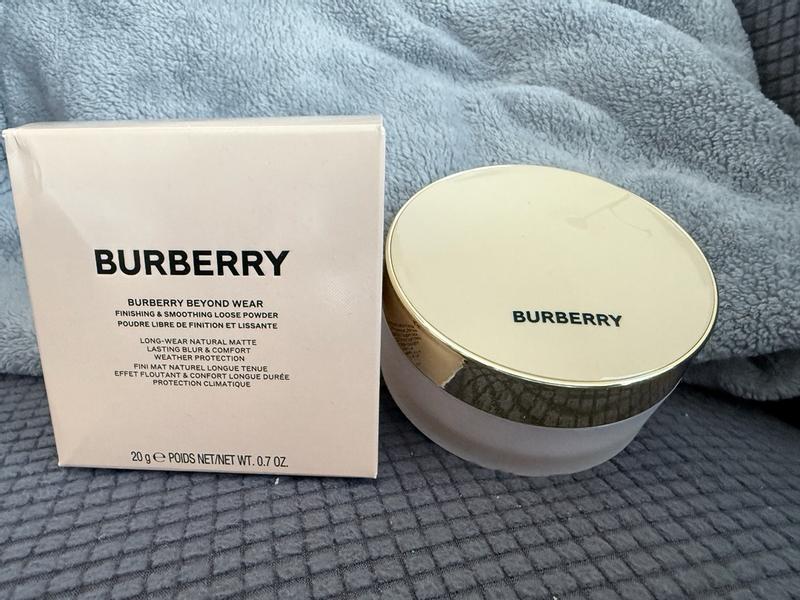 BURBERRY
BURBERRY BEYOND WEAR
FINISHING & SMOOTHING LOOSE POWDER
POUDRE LIBRE DE FINITION ET LISSANTE
LONG-WEAR NATURAL MATTE
LASTING BLUR & COMFORT
WEATHER PROTECTION
FINI MAT NATUREL LONGUE TENUE
EFFET FLOUTANT & CONFORT LONGUE DURÉE
PROTECTION CLIMATIQUE
20 g ℮ POIDS NET/NET WT. 0.7 OZ.
BURBERRY